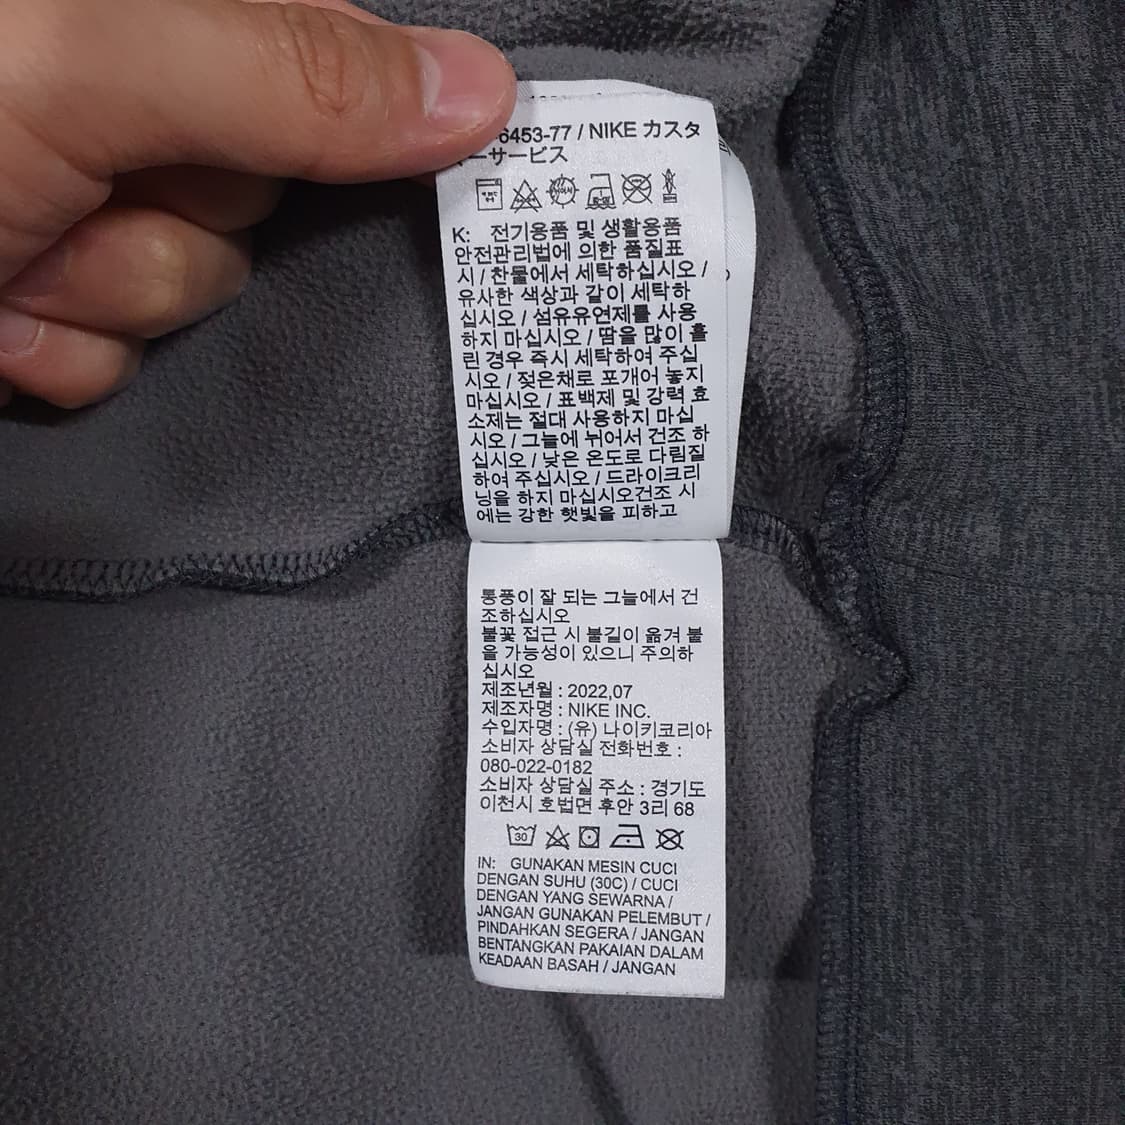 6453-77 / NIKE カスタ
マーサービス
K: 전기용품 및 생활용품
안전관리법에 의한 품질표
시 / 찬물에서 세탁하십시오 /
유사한 색상과 같이 세탁하
십시오 / 섬유유연제를 사용
하지 마십시오 / 땀을 많이 흘
린 경우 즉시 세탁하여 주십
시오 / 젖은채로 포개어 놓지
마십시오 / 표백제 및 강력 효
소제는 절대 사용하지 마십
시오 / 그늘에 뉘어서 건조 하
십시오 / 낮은 온도로 다림질
하여 주십시오 / 드라이크리
닝을 하지 마십시오건조 시
에는 강한 햇빛을 피하고
통풍이 잘 되는 그늘에서 건
조하십시오
불꽃 접근 시 불길이 옮겨 붙
을 가능성이 있으니 주의하
십시오
제조년월 : 2022,07
제조자명 : NIKE INC.
수입자명 : (유) 나이키코리아
소비자 상담실 전화번호 :
080-022-0182
소비자 상담실 주소 : 경기도
이천시 호법면 후안 3리 68
30
IN: GUNAKAN MESIN CUCI
DENGAN SUHU (30C) / CUCI
DENGAN YANG SEWARNA /
JANGAN GUNAKAN PELEMBUT /
PINDAHKAN SEGERA / JANGAN
BENTANGKAN PAKAIAN DALAM
KEADAAN BASAH / JANGAN